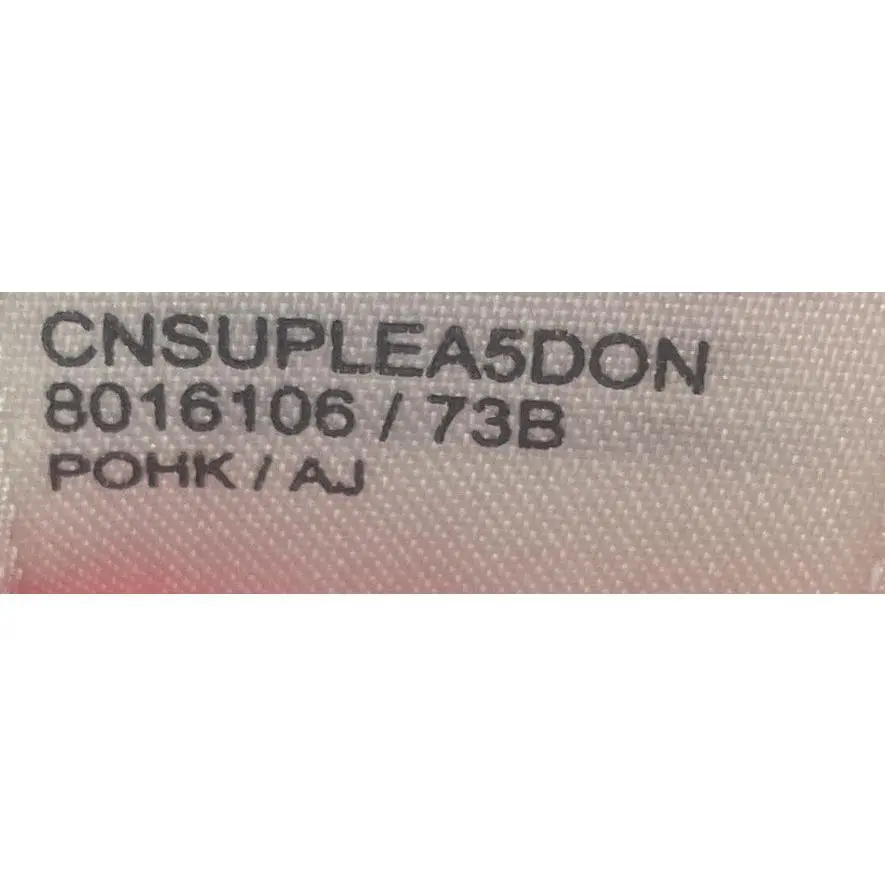 CNSUPLEA5DON
8016106 / 73B
POHK / AJ